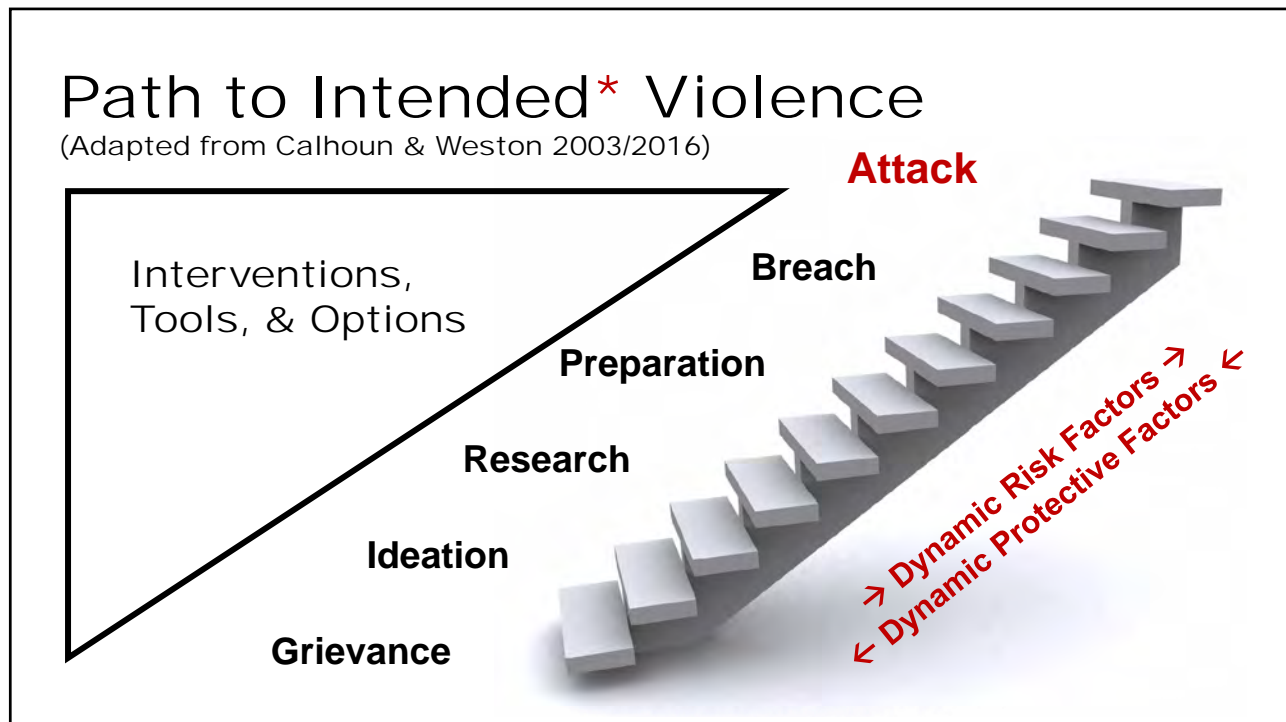 Path to Intended* Violence
(Adapted from Calhoun & Weston 2003/2016)
Attack
Interventions,
Tools, & Options
Breach
Preparation
Research
Ideation
Grievance
→ Dynamic Risk Factors →
← Dynamic Protective Factors ←